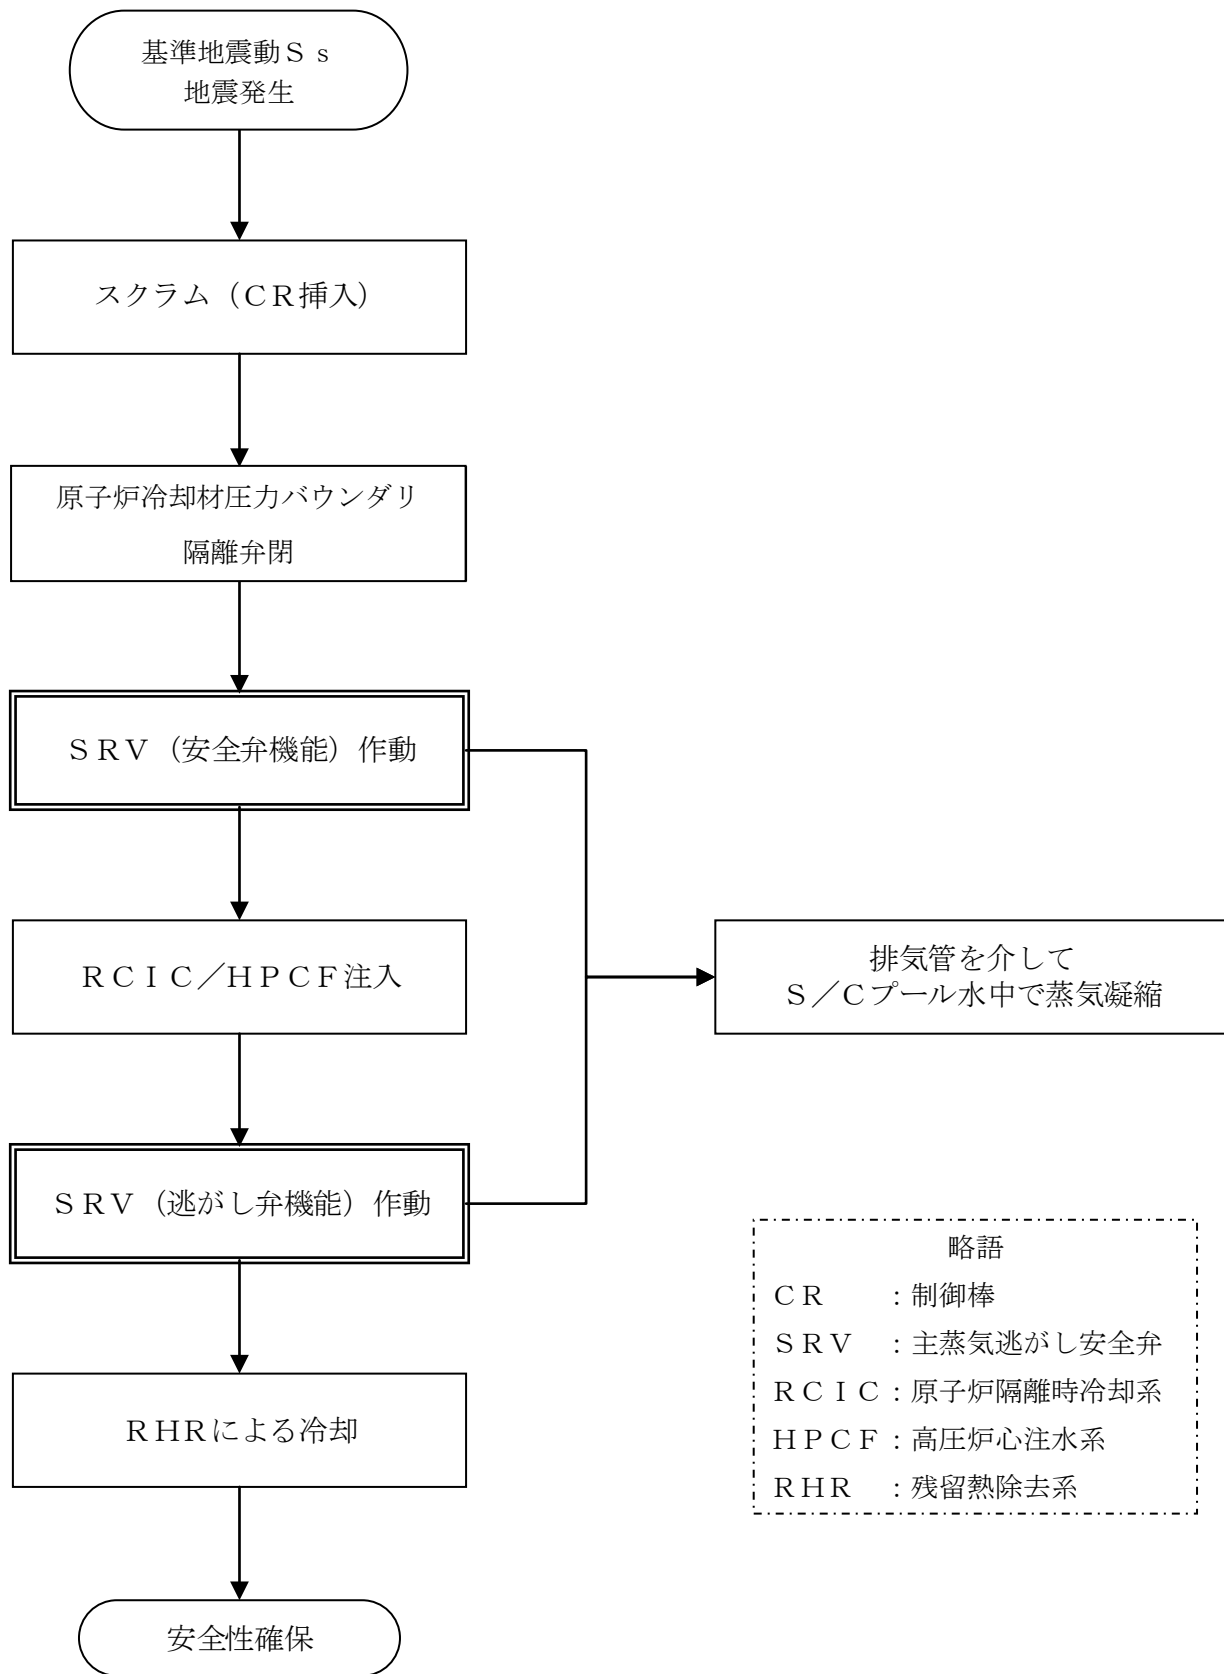 基準地震動Ｓｓ
地震発生
スクラム（ＣＲ挿入）
原子炉冷却材圧力バウンダリ
隔離弁閉
ＳＲＶ（安全弁機能）作動
ＲＣＩＣ／ＨＰＣＦ注入
排気管を介して
Ｓ／Ｃプール水中で蒸気凝縮
ＳＲＶ（逃がし弁機能）作動
ＲＨＲによる冷却
安全性確保
略語
ＣＲ　　：制御棒
ＳＲＶ　：主蒸気逃がし安全弁
ＲＣＩＣ：原子炉隔離時冷却系
ＨＰＣＦ：高圧炉心注水系
ＲＨＲ　：残留熱除去系